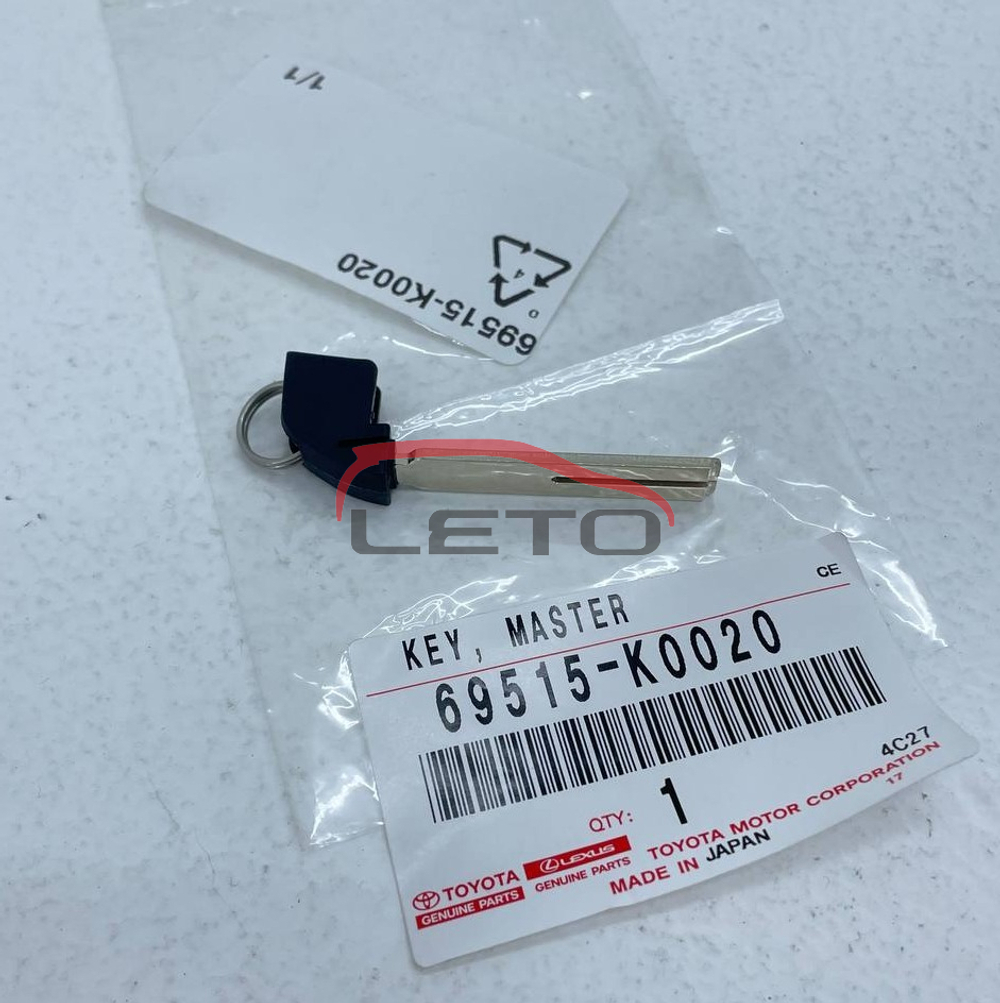 1/1
4
D
69515-K0020
LETO
CE
KEY, MASTER
69515-K0020
4C27
QTY: 1
TOYOTA MOTOR CORPORATION
17
TOYOTA
GENUINE PARTS
LEXUS
GENUINE PARTS
MADE IN JAPAN